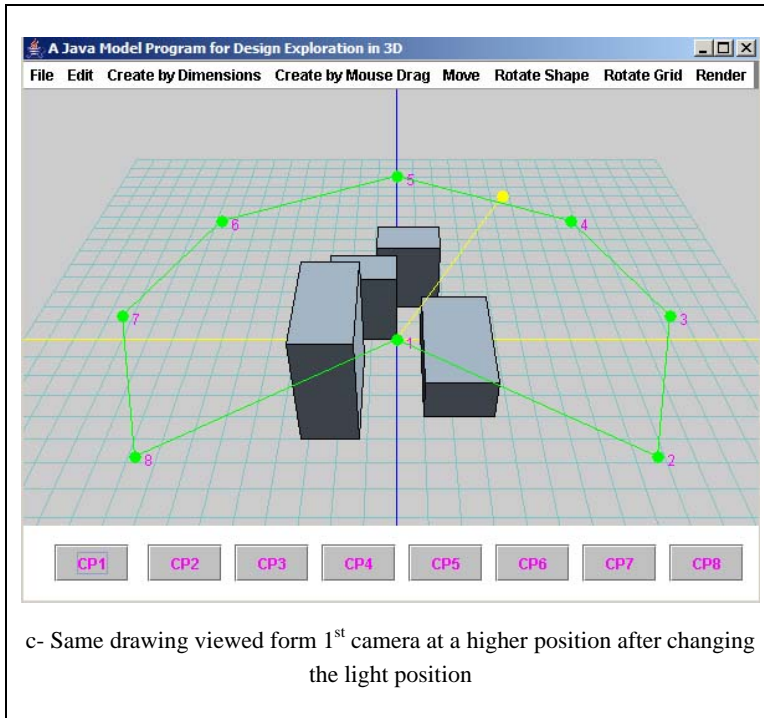 A Java Model Program for Design Exploration in 3D
File Edit Create by Dimensions Create by Mouse Drag Move Rotate Shape Rotate Grid Render
5
6
4
7
3
1
8
2
CP1 CP2 CP3 CP4 CP5 CP6 CP7 CP8
c- Same drawing viewed form 1st camera at a higher position after changing
the light position